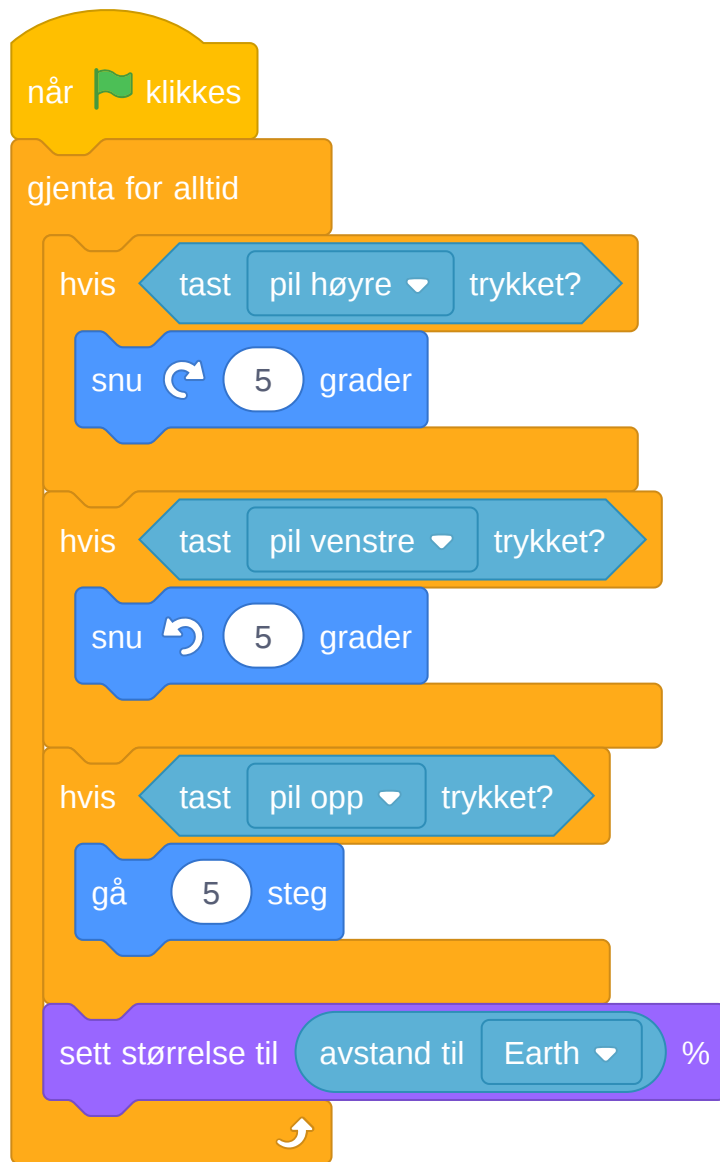 når klikkes
gjenta for alltid
hvis tast pil høyre trykket?
snu 5 grader
hvis tast pil venstre trykket?
snu 5 grader
hvis tast pil opp trykket?
gå 5 steg
sett størrelse til avstand til Earth %